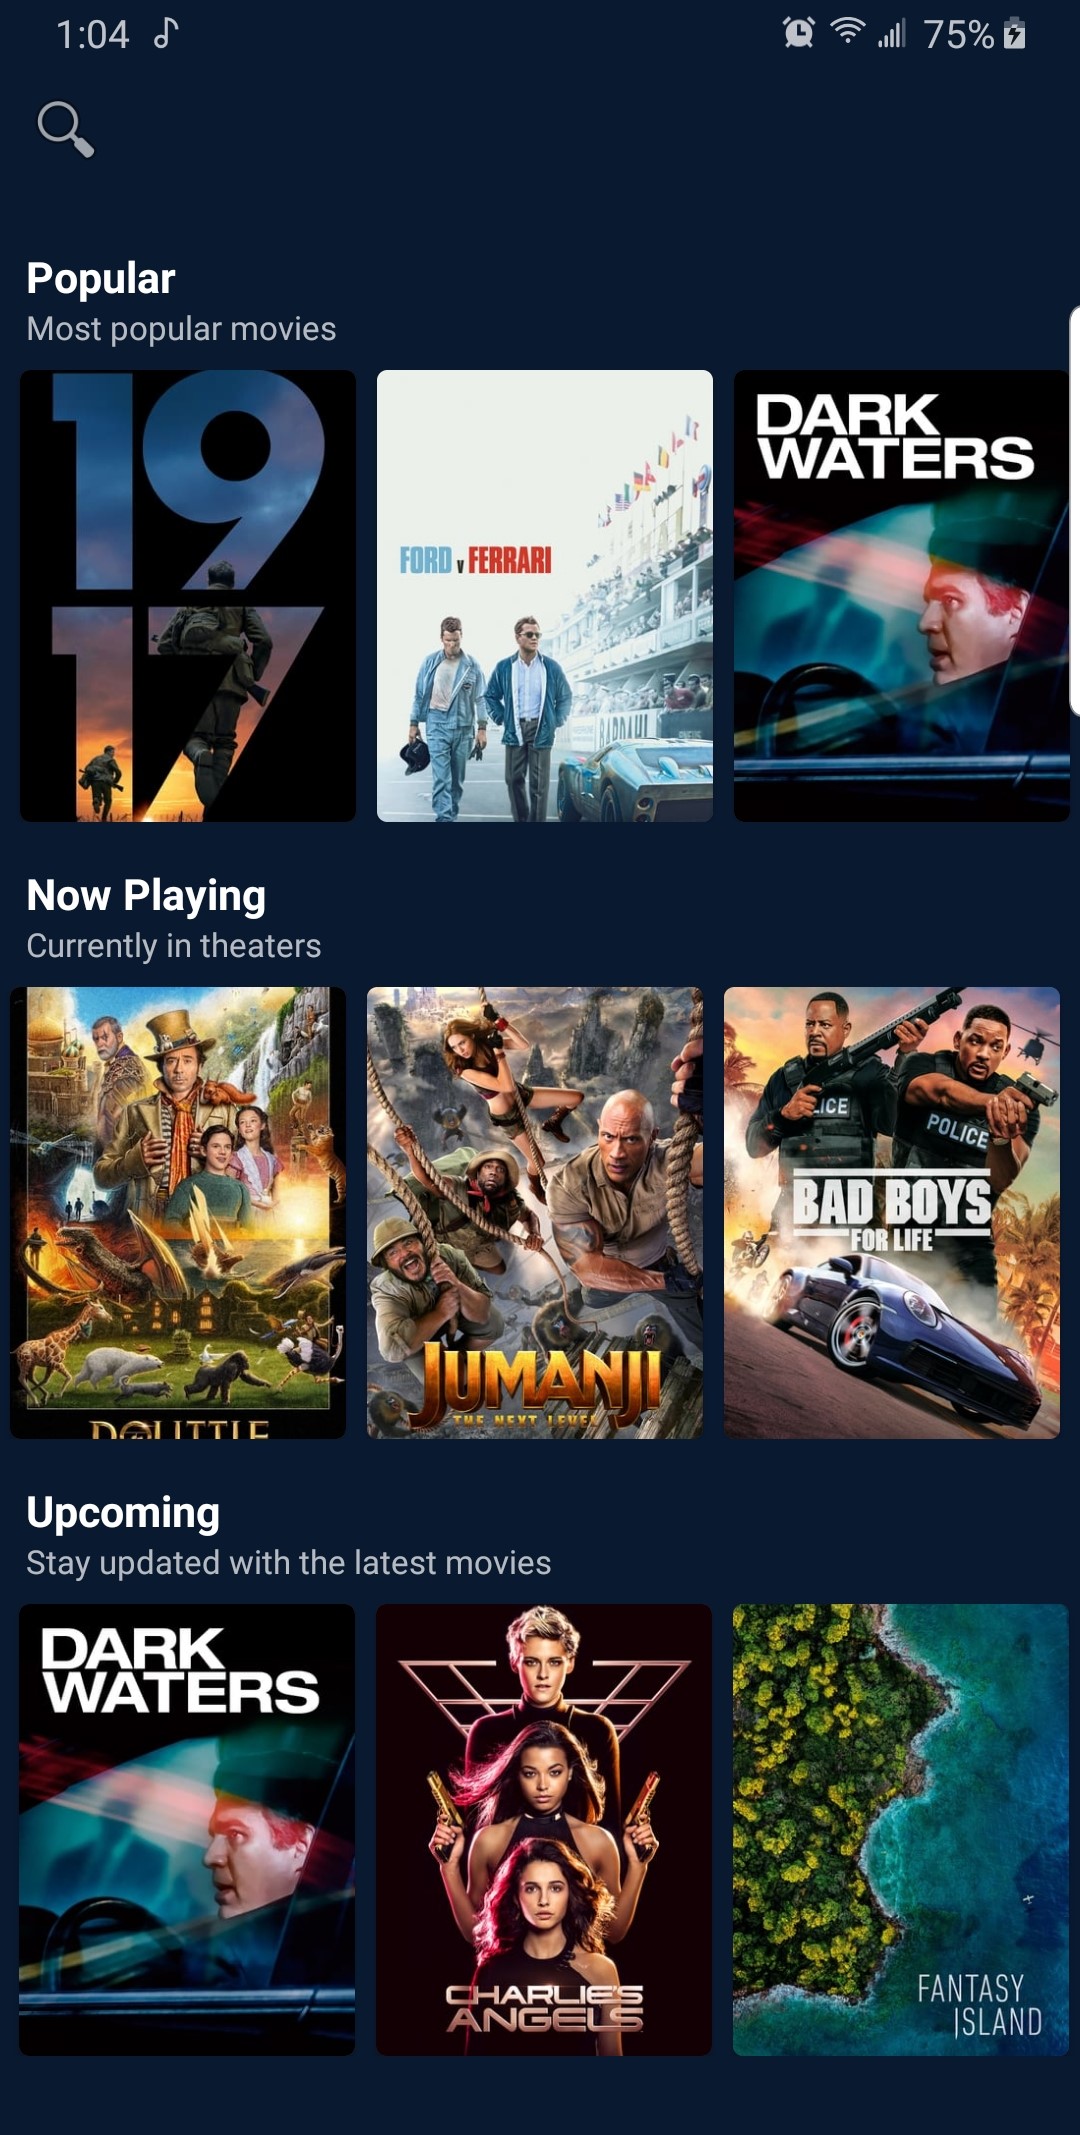 1:04
75%
Popular
Most popular movies
19
17
FORD v FERRARI
BARDAHL
DARK
WATERS
Now Playing
Currently in theaters
DOLITTLE
JUMANJI
THE NEXT LEVEL
LICE
POLICE
BAD BOYS
FOR LIFE
Upcoming
Stay updated with the latest movies
DARK
WATERS
CHARLIE'S
ANGELS
FANTASY
ISLAND